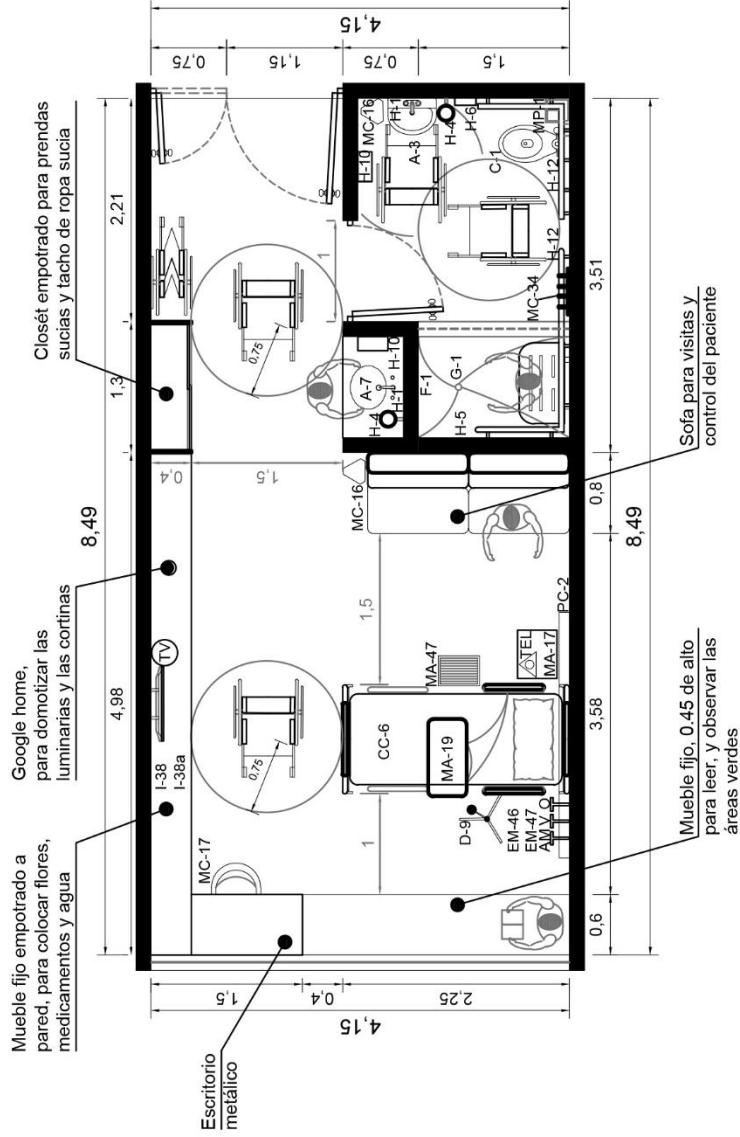 Mueble fijo empotrado a
pared, para colocar flores,
medicamentos y agua
Google home,
para domotizar las
luminarias y las cortinas
Closét empotrado para prendas
sucias y tacho de ropa sucia
8,49
4,98
1,3
2,21
Escritorio
metálico
4,15
1,5
0,4
2,25
4,15
0,75
1,15
0,75
1,5
I-38
I-38a
TV
0,4
1,5
0.75
0.75
1
MC-17
CC-6
MA-19
MA-47
1,5
1
D-9
EM-46
EM-47
A M V O
TEL
MA-17
PC-2
MC-16
A-7
H-4
H-1
H-10
F-1
G-1
H-5
MC-34
H-10
MC-16
H-1
A-3
H-4
H-6
C-1
MP-1
H-12
H-12
0,6
3,58
0,8
3,51
8,49
Mueble fijo, 0.45 de alto
para leer, y observar las
áreas verdes
Sofa para visitas y
control del paciente